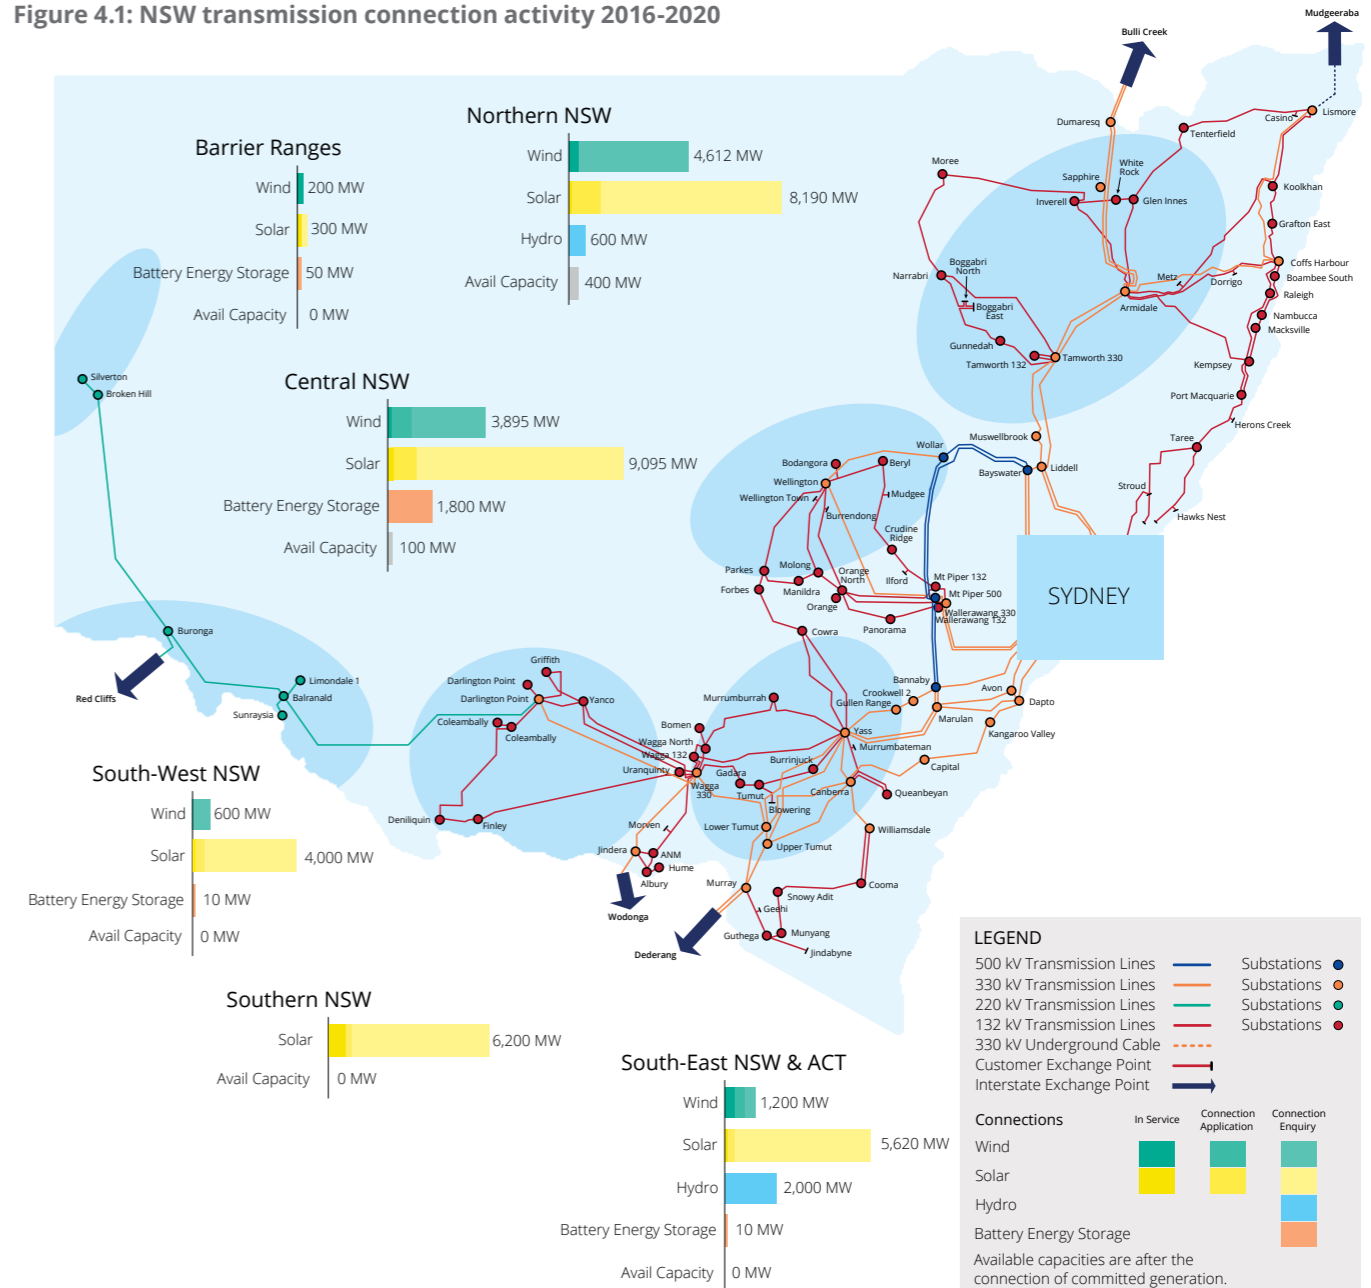 Figure 4.1: NSW transmission connection activity 2016-2020
Mudgeeraba
Bulli Creek
Northern NSW
Wind 4,612 MW
Solar 8,190 MW
Hydro 600 MW
Avail Capacity 400 MW
Barrier Ranges
Wind 200 MW
Solar 300 MW
Battery Energy Storage 50 MW
Avail Capacity 0 MW
Central NSW
Wind 3,895 MW
Solar 9,095 MW
Battery Energy Storage 1,800 MW
Avail Capacity 100 MW
Dumaresq
Casino
Lismore
Tenterfield
Moree
White
Rock
Sapphire
Inverell
Glen Innes
Koolkhan
Grafton East
Coffs Harbour
Boambee South
Raleigh
Nambucca
Macksville
Metz
Dorrigo
Armidale
Narrabri
Boggabri
North
Boggabri
East
Gunnedah
Tamworth 132
Tamworth 330
Kempsey
Port Macquarie
Herons Creek
Taree
Stroud
Hawks Nest
Muswellbrook
Liddell
Bayswater
Wollar
Silverton
Broken Hill
Bodangora
Beryl
Wellington
Wellington Town
Mudgee
Burrendong
Crudine
Ridge
Parkes
Molong
Orange
North
Ilford
Mt Piper 132
Forbes
Manildra
Mt Piper 500
Orange
Wallerawang 330
Wallerawang 132
Panorama
SYDNEY
Cowra
Buronga
Red Cliffs
Limondale 1
Balranald
Sunraysia
Griffith
Darlington Point
Darlington Point
Yanco
Coleambally
Coleambally
Murrumburrah
Bannaby
Crookwell 2
Gullen Range
Avon
Dapto
Marulan
Kangaroo Valley
Bomen
Wagga North
Wagga 132
Uranquinty
Wagga
330
Yass
Murrumbateman
Burrinjuck
Gadara
Tumut
Blowering
Canberra
Capital
Queanbeyan
Deniliquin
Finley
Morven
Lower Tumut
Upper Tumut
Williamsdale
Jindera
ANM
Hume
Albury
Wodonga
Murray
Snowy Adit
Cooma
Geehi
Guthega
Munyang
Jindabyne
Dederang
South-West NSW
Wind 600 MW
Solar 4,000 MW
Battery Energy Storage 10 MW
Avail Capacity 0 MW
Southern NSW
Solar 6,200 MW
Avail Capacity 0 MW
South-East NSW & ACT
Wind 1,200 MW
Solar 5,620 MW
Hydro 2,000 MW
Battery Energy Storage 10 MW
Avail Capacity 0 MW
LEGEND
500 kV Transmission Lines Substations
330 kV Transmission Lines Substations
220 kV Transmission Lines Substations
132 kV Transmission Lines Substations
330 kV Underground Cable
Customer Exchange Point
Interstate Exchange Point
Connections In Service Connection Application Connection Enquiry
Wind
Solar
Hydro
Battery Energy Storage
Available capacities are after the
connection of committed generation.